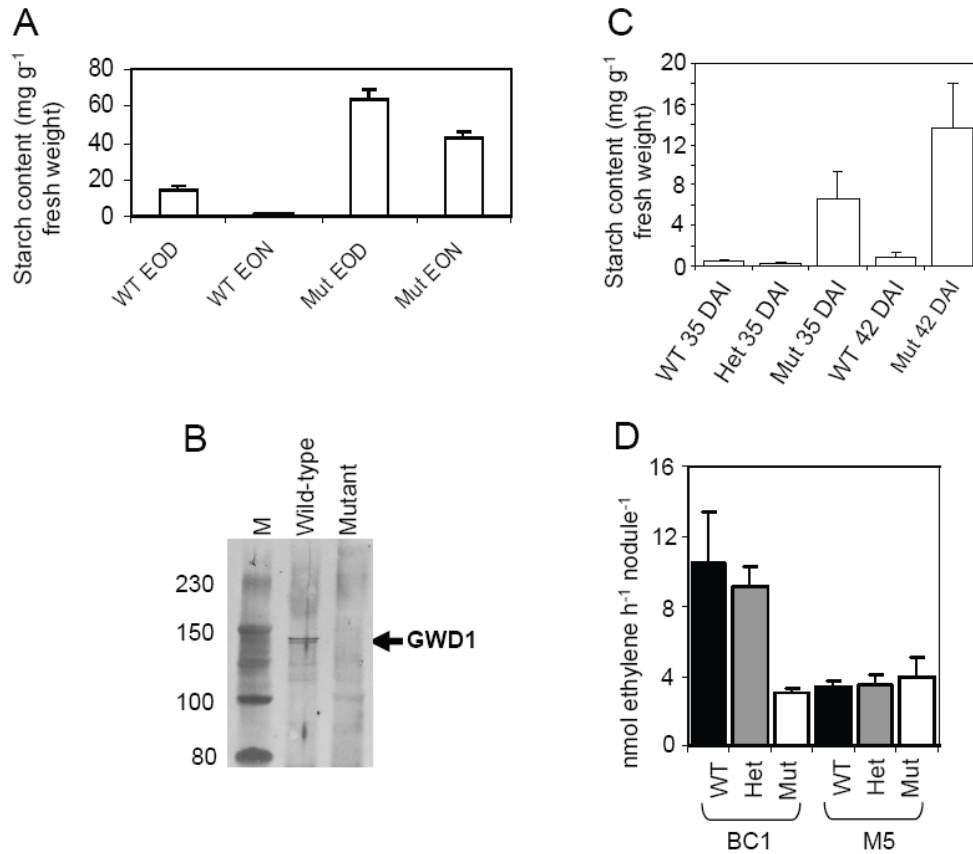 A
Starch content (mg g⁻¹
fresh weight)
80
60
40
20
0
WT EOD
WT EON
Mut EOD
Mut EON
C
Starch content (mg g⁻¹
fresh weight)
20
16
12
8
4
0
WT 35 DAI
Het 35 DAI
Mut 35 DAI
WT 42 DAI
Mut 42 DAI
B
M
Wild-type
Mutant
230
150
100
80
GWD1
D
nmol ethylene h⁻¹ nodule⁻¹
16
12
8
4
0
WT
Het
Mut
WT
Het
Mut
BC1
M5